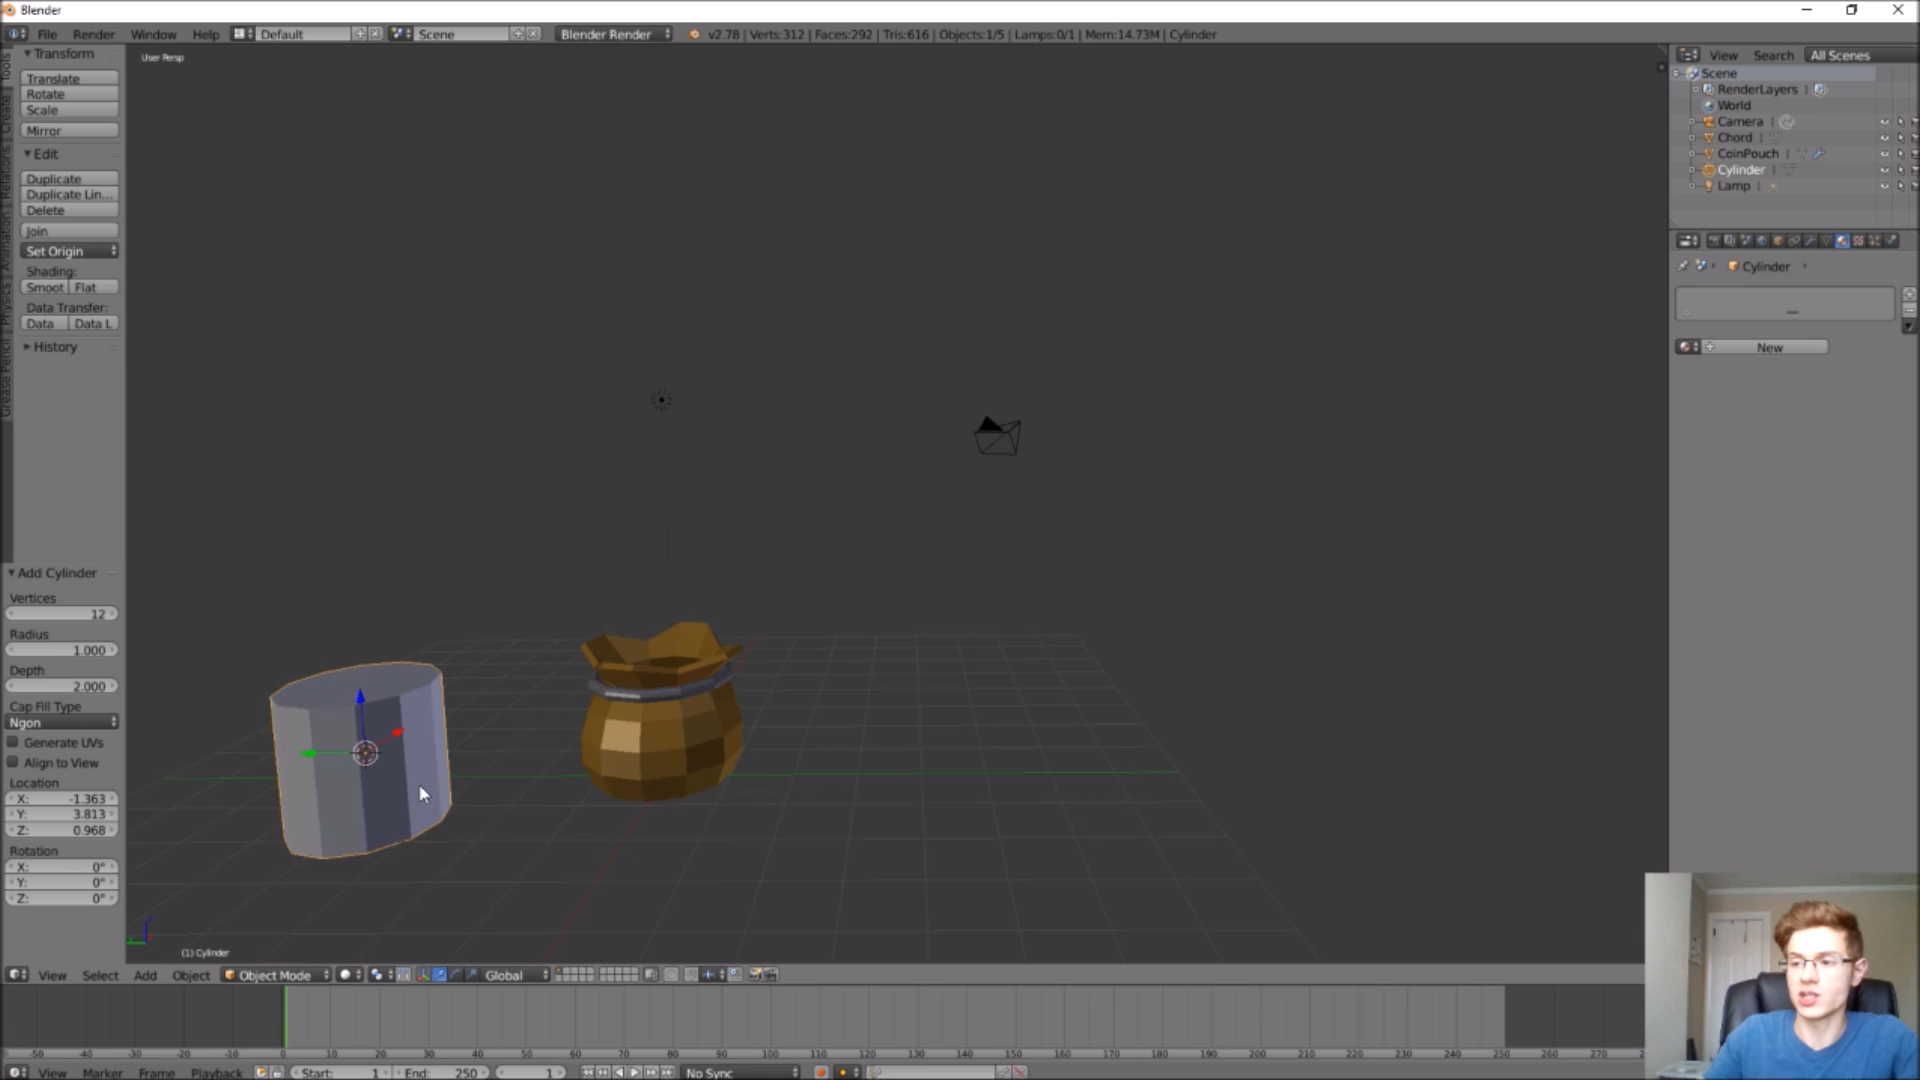 Blender
File Render Window Help Default Scene Blender Render v2.78 | Verts:312 | Faces:292 | Tris:616 | Objects:1/5 | Lamps:0/1 | Mem:14.73M | Cylinder
User Persp
Tools
Create
Relations
Animation
Physics
Grease Pencil
Transform
Translate
Rotate
Scale
Mirror
Edit
Duplicate
Duplicate Lin...
Delete
Join
Set Origin
Shading:
Smoot Flat
Data Transfer:
Data Data L
History
Add Cylinder
Vertices
12
Radius
1.000
Depth
2.000
Cap Fill Type
Ngon
Generate UVs
Align to View
Location
X: -1.363
Y: 3.813
Z: 0.968
Rotation
X: 0°
Y: 0°
Z: 0°
(1) Cylinder
View Search All Scenes
Scene
RenderLayers
World
Camera
Chord
CoinPouch
Cylinder
Lamp
Cylinder
New
View Select Add Object Object Mode Global
-50 -40 -30 -20 -10 0 10 20 30 40 50 60 70 80 90 100 110 120 130 140 150 160 170 180 190 200 210 220 230 240 250 260 270
View Marker Frame Playback Start: 1 End: 250 1 No Sync